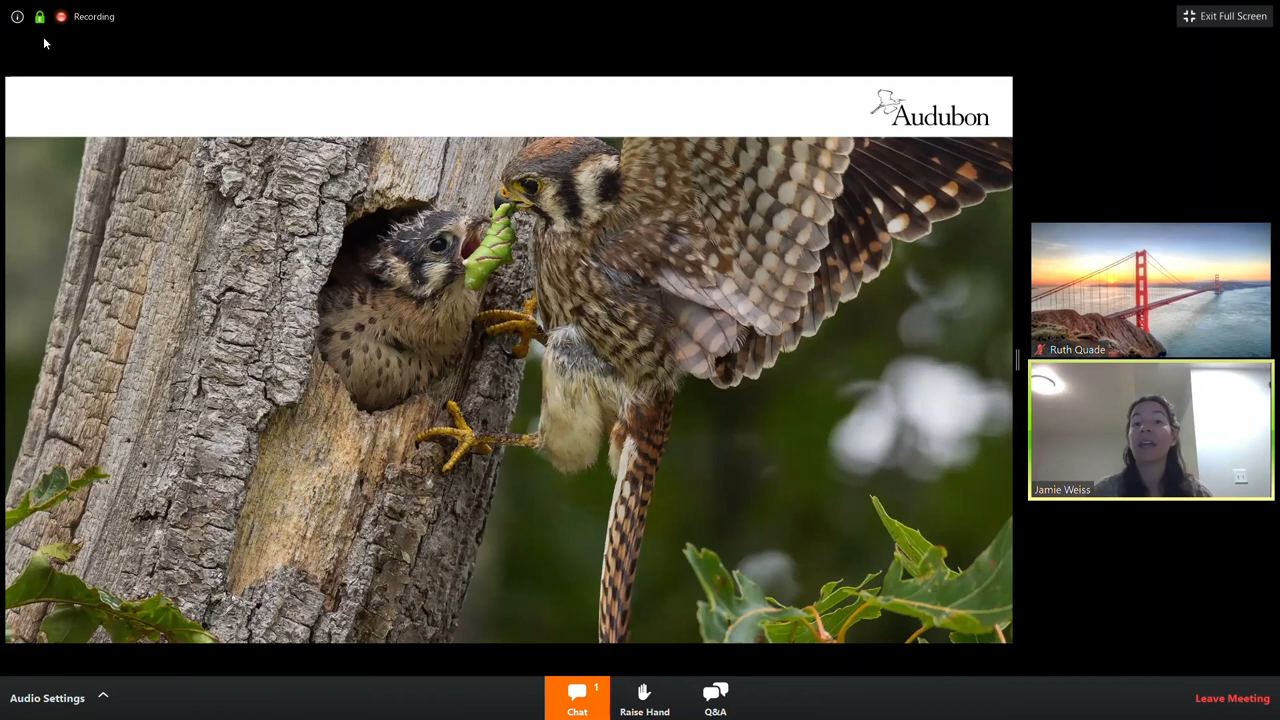 Recording
Exit Full Screen
Audubon
Ruth Quade
Jamie Weiss
Audio Settings
1
Chat
Raise Hand
Q&A
Leave Meeting